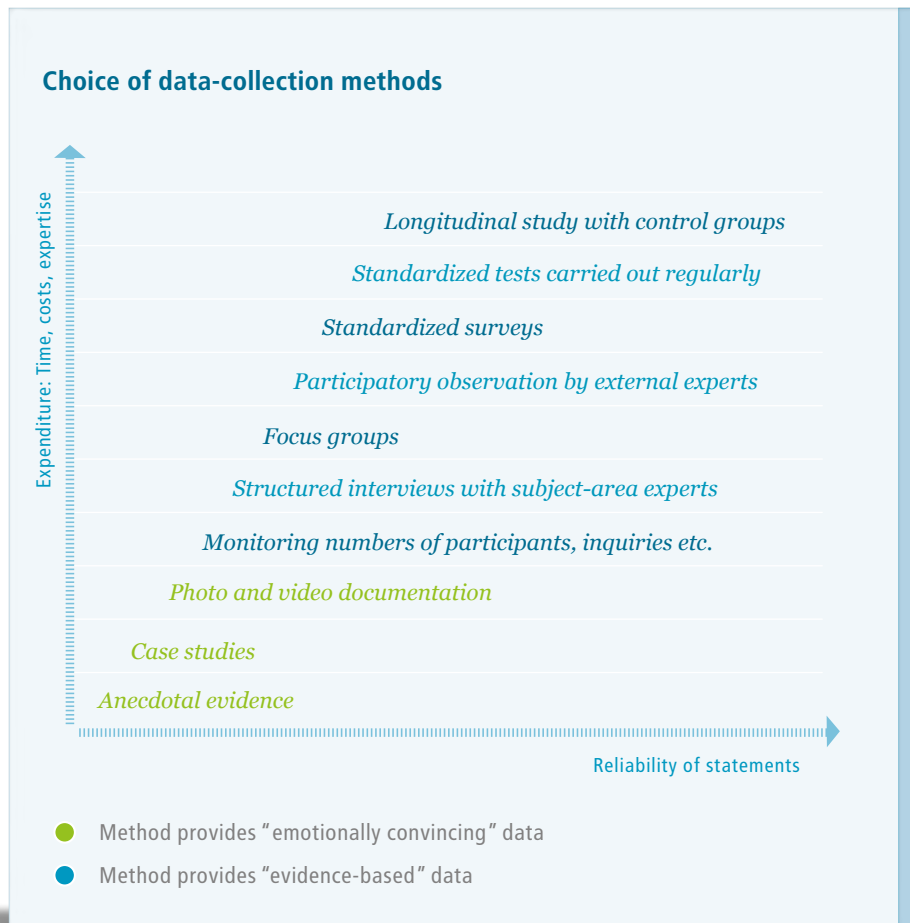 Choice of data-collection methods
Expenditure: Time, costs, expertise
Longitudinal study with control groups
Standardized tests carried out regularly
Standardized surveys
Participatory observation by external experts
Focus groups
Structured interviews with subject-area experts
Monitoring numbers of participants, inquiries etc.
Photo and video documentation
Case studies
Anecdotal evidence
Reliability of statements
Method provides “emotionally convincing” data
Method provides “evidence-based” data